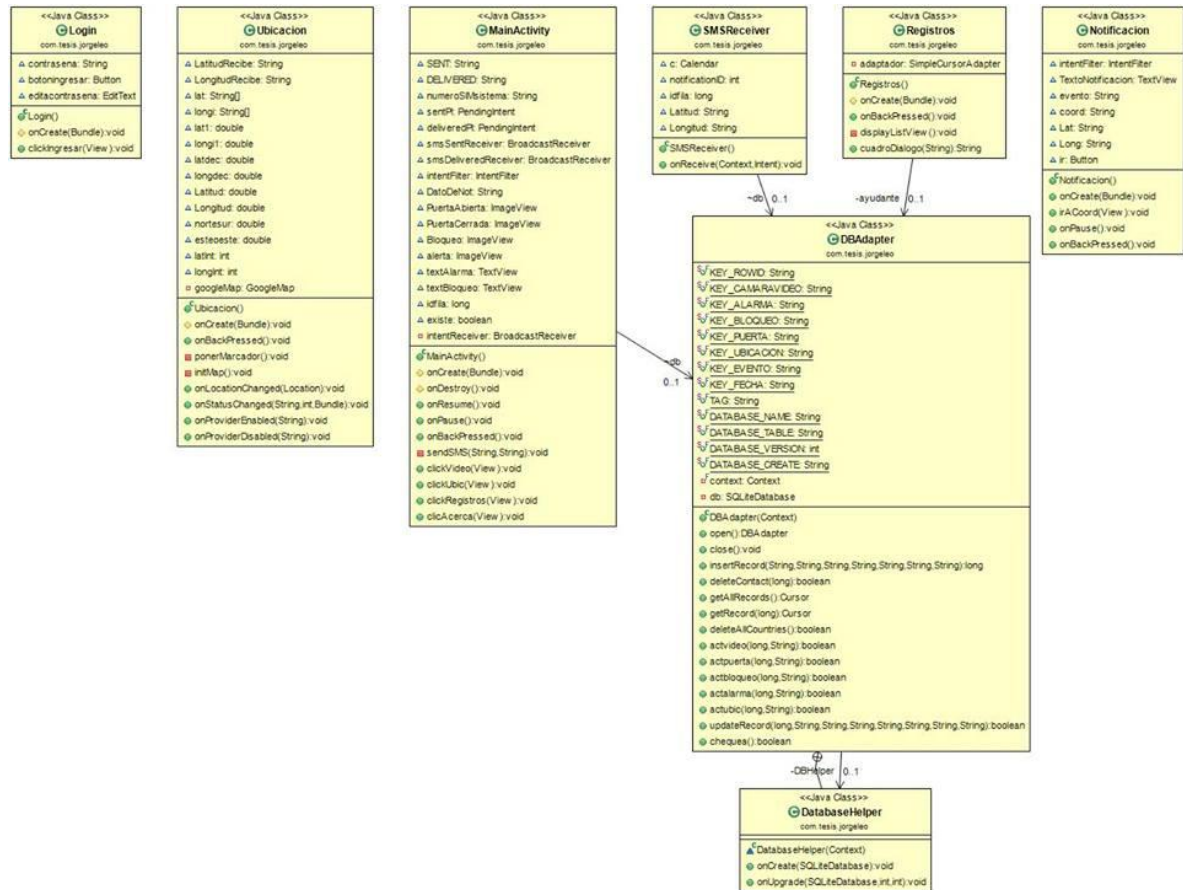 <<Java Class>>
Login
com.tesis.jorgeleo
contrasena: String
botoningresar: Button
editacontrasena: EditText
Login()
onCreate(Bundle):void
clickIngresar(View):void
<<Java Class>>
Ubicacion
com.tesis.jorgeleo
LatitudRecibe: String
LongitudRecibe: String
lat: String[]
longi: String[]
lat1: double
longi1: double
latdec: double
longdec: double
Latitud: double
Longitud: double
nortesur: double
esteoeste: double
latInt: int
longInt: int
googleMap: GoogleMap
Ubicacion()
onCreate(Bundle):void
onBackPressed():void
ponerMarcador():void
initMap():void
onLocationChanged(Location):void
onStatusChanged(String,int,Bundle):void
onProviderEnabled(String):void
onProviderDisabled(String):void
<<Java Class>>
MainActivity
com.tesis.jorgeleo
SENT: String
DELIVERED: String
numeroSIMsistema: String
sentPI: PendingIntent
deliveredPI: PendingIntent
smsSentReceiver: BroadcastReceiver
smsDeliveredReceiver: BroadcastReceiver
intentFilter: IntentFilter
DatoDeNot: String
PuertaAbierta: ImageView
PuertaCerrada: ImageView
Bloqueo: ImageView
alerta: ImageView
textAlarma: TextView
textBloqueo: TextView
idfila: long
existe: boolean
intentReceiver: BroadcastReceiver
MainActivity()
onCreate(Bundle):void
onDestroy():void
onResume():void
onPause():void
onBackPressed():void
sendSMS(String,String):void
clickVideo(View):void
clickUbic(View):void
clickRegistros(View):void
clicAcerca(View):void
<<Java Class>>
SMSReceiver
com.tesis.jorgeleo
c: Calendar
notificationID: int
idfila: long
Latitud: String
Longitud: String
SMSReceiver()
onReceive(Context,Intent):void
<<Java Class>>
Registros
com.tesis.jorgeleo
adaptador: SimpleCursorAdapter
Registros()
onCreate(Bundle):void
onBackPressed():void
displayListView():void
cuadroDialogo(String):String
<<Java Class>>
Notificacion
com.tesis.jorgeleo
intentFilter: IntentFilter
TextoNotificacion: TextView
evento: String
coord: String
Lat: String
Long: String
ir: Button
Notificacion()
onCreate(Bundle):void
irACoord(View):void
onPause():void
onBackPressed():void
~db 0..1
-ayudante 0..1
~db
0..1
<<Java Class>>
DBAdapter
com.tesis.jorgeleo
KEY_ROWID: String
KEY_CAMARAVIDEO: String
KEY_ALARMA: String
KEY_BLOQUEO: String
KEY_PUERTA: String
KEY_UBICACION: String
KEY_EVENTO: String
KEY_FECHA: String
TAG: String
DATABASE_NAME: String
DATABASE_TABLE: String
DATABASE_VERSION: int
DATABASE_CREATE: String
context: Context
db: SQLiteDatabase
DBAdapter(Context)
open():DBAdapter
close():void
insertRecord(String,String,String,String,String,String,String):long
deleteContact(long):boolean
getAllRecords():Cursor
getRecord(long):Cursor
deleteAllCountries():boolean
actvideo(long,String):boolean
actpuerta(long,String):boolean
actbloqueo(long,String):boolean
actalarma(long,String):boolean
actubic(long,String):boolean
updateRecord(long,String,String,String,String,String,String,String):boolean
chequea():boolean
-DBHelper 0..1
<<Java Class>>
DatabaseHelper
com.tesis.jorgeleo
DatabaseHelper(Context)
onCreate(SQLiteDatabase):void
onUpgrade(SQLiteDatabase,int,int):void